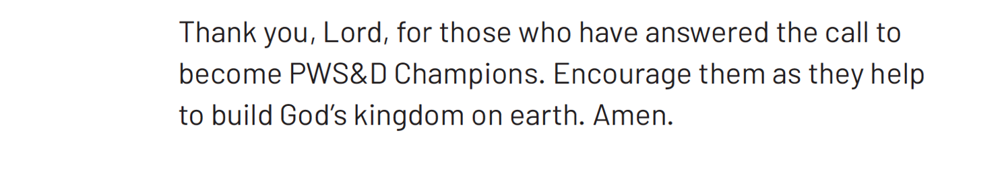 Thank you, Lord, for those who have answered the call to
become PWS&D Champions. Encourage them as they help
to build God’s kingdom on earth. Amen.